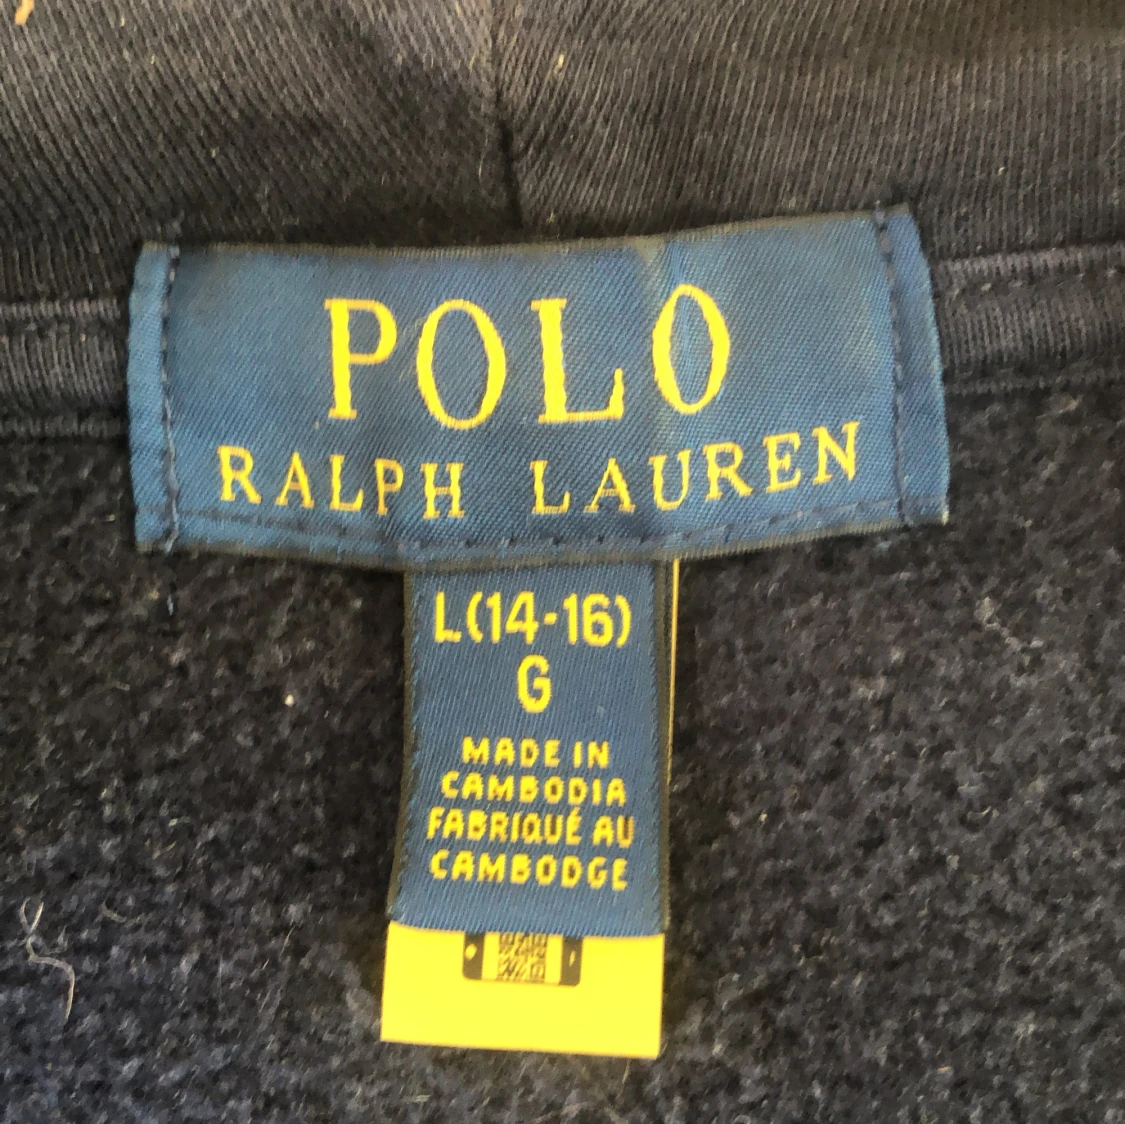 POLO
RALPH LAUREN
L(14-16)
G
MADE IN
CAMBODIA
FABRIQUÉ AU
CAMBODGE